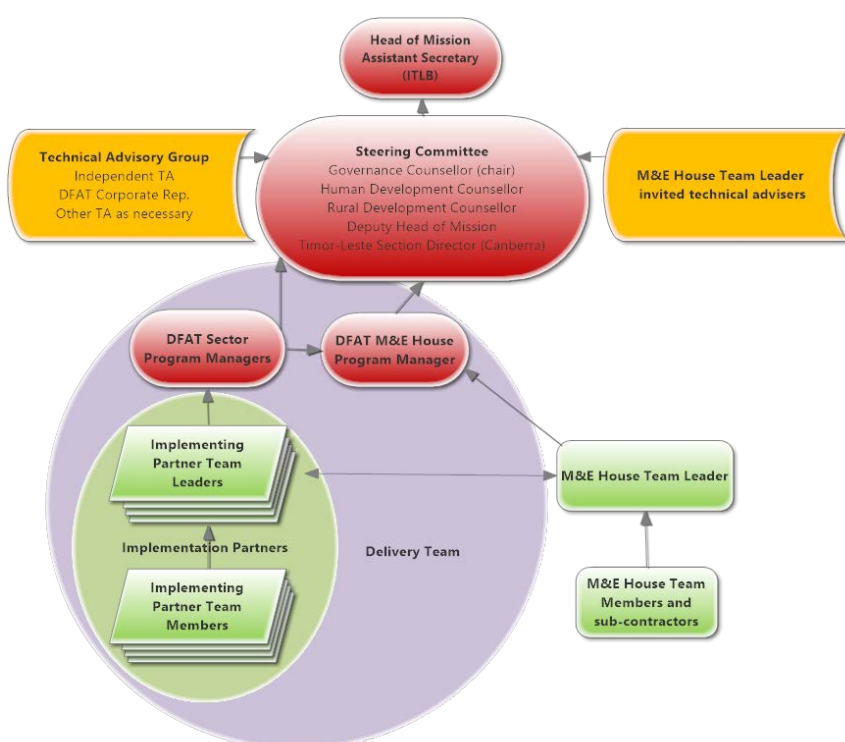 Head of Mission
Assistant Secretary
(ITLB)
Technical Advisory Group
Independent TA
DFAT Corporate Rep.
Other TA as necessary
Steering Committee
Governance Counsellor (chair)
Human Development Counsellor
Rural Development Counsellor
Deputy Head of Mission
Timor-Leste Section Director (Canberra)
M&E House Team Leader
invited technical advisers
DFAT Sector
Program Managers
DFAT M&E House
Program Manager
Implementing
Partner Team
Leaders
M&E House Team Leader
Implementation Partners
Delivery Team
Implementing
Partner Team
Members
M&E House Team
Members and
sub-contractors